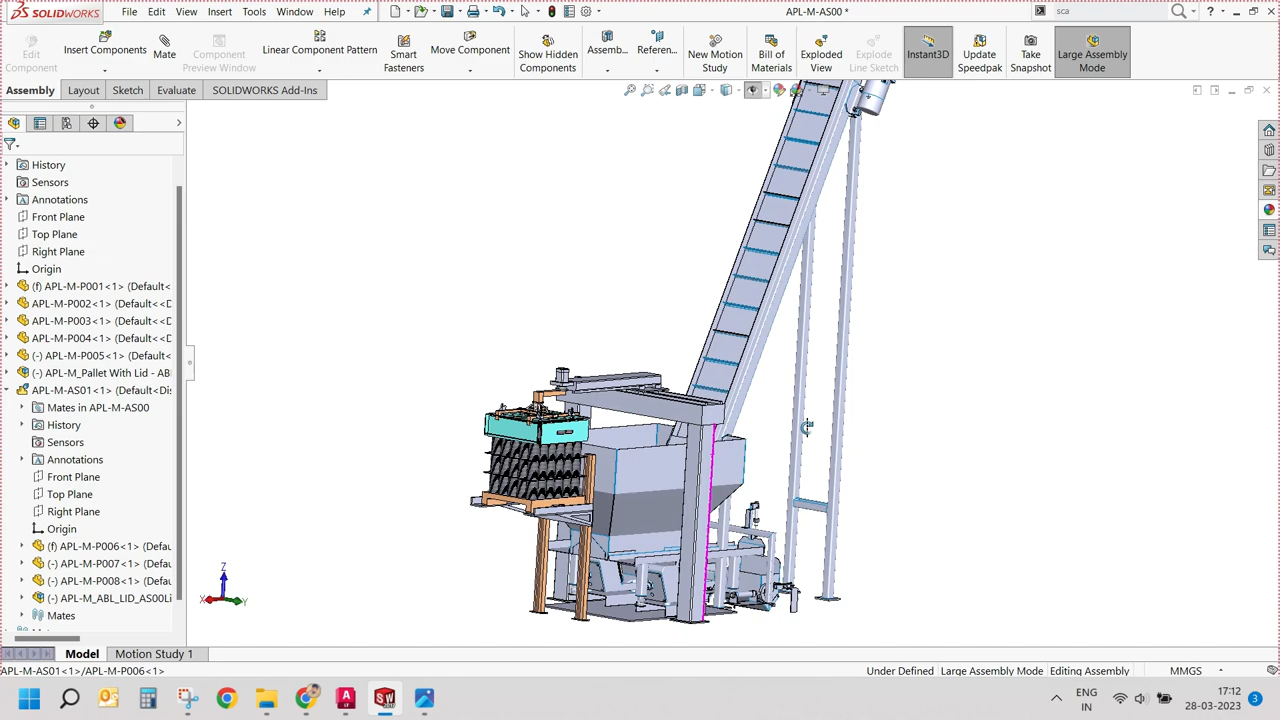 SOLIDWORKS File Edit View Insert Tools Window Help APL-M-AS00 * sca ?
Edit Component
Insert Components
Mate
Component Preview Window
Linear Component Pattern
Smart Fasteners
Move Component
Show Hidden Components
Assemb...
Referen...
New Motion Study
Bill of Materials
Exploded View
Explode Line Sketch
Instant3D
Update Speedpak
Take Snapshot
Large Assembly Mode
Assembly Layout Sketch Evaluate SOLIDWORKS Add-Ins
History
Sensors
Annotations
Front Plane
Top Plane
Right Plane
Origin
(f) APL-M-P001<1> (Default<<D
APL-M-P002<1> (Default<<D
APL-M-P003<1> (Default<<D
APL-M-P004<1> (Default<<D
(-) APL-M-P005<1> (Default<
(-) APL-M_Pallet With Lid - AB
APL-M-AS01<1> (Default<Di
Mates in APL-M-AS00
History
Sensors
Annotations
Front Plane
Top Plane
Right Plane
Origin
(f) APL-M-P006<1> (Defau
(-) APL-M-P007<1> (Defa
(-) APL-M-P008<1> (Defa
(-) APL-M_ABL_LID_AS00Li
Mates
Z
X Y
Model Motion Study 1
APL-M-AS01<1>/APL-M-P006<1> Under Defined Large Assembly Mode Editing Assembly MMGS
ENG
IN
17:12
28-03-2023
3